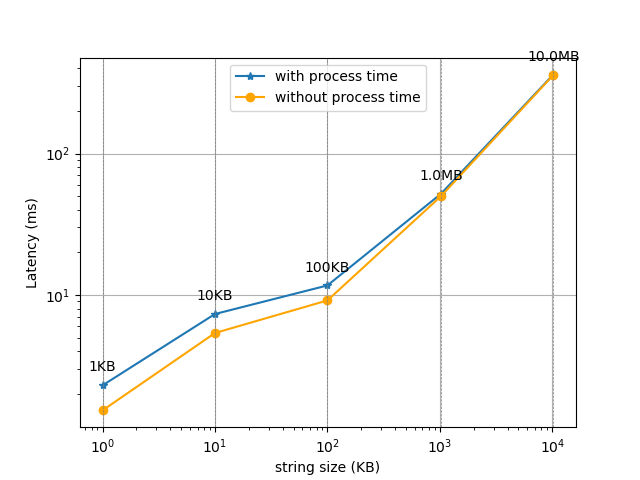 10.0MB
with process time
without process time
10²
1.0MB
Latency (ms)
100KB
10KB
10¹
1KB
10⁰
10¹
10²
10³
10⁴
string size (KB)